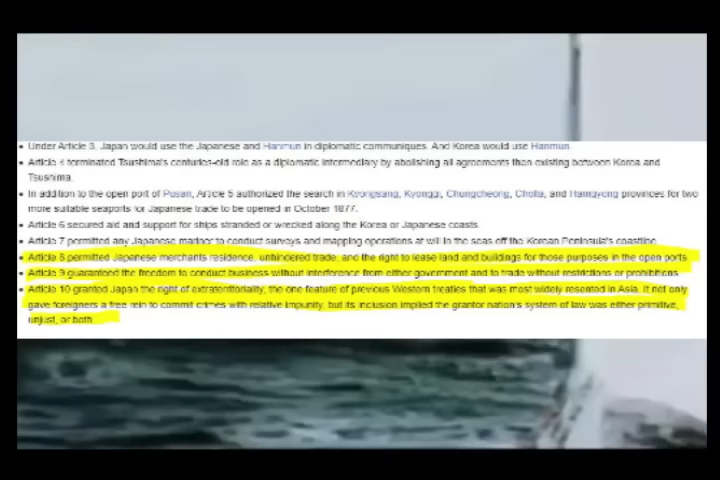 Under Article 3, Japan would use the Japanese and Hanmun in diplomatic communiques. And Korea would use Hanmun
Article 4 terminated Tsushima's centuries-old role as a diplomatic intermediary by abolishing all agreements then existing between Korea and
Tsushima.
In addition to the open port of Pusan, Article 5 authorized the search in Kyongsang, Kyonggi, Chungcheong, Cholla, and Hamgyong provinces for two
more suitable seaports for Japanese trade to be opened in October 1877.
Article 6 secured aid and support for ships stranded or wrecked along the Korea or Japanese coasts.
Article 7 permitted any Japanese mariner to conduct surveys and mapping operations at will in the seas off the Korean Peninsula's coastline.
Article 8 permitted Japanese merchants residence, unhindered trade, and the right to lease land and buildings for those purposes in the open ports.
Article 9 guaranteed the freedom to conduct business without interference from either government and to trade without restrictions or prohibitions.
Article 10 granted Japan the right of extraterritoriality, the one feature of previous Western treaties that was most widely resented in Asia. It not only
gave foreigners a free rein to commit crimes with relative impunity, but its inclusion implied the grantor nation's system of law was either primitive,
unjust, or both.